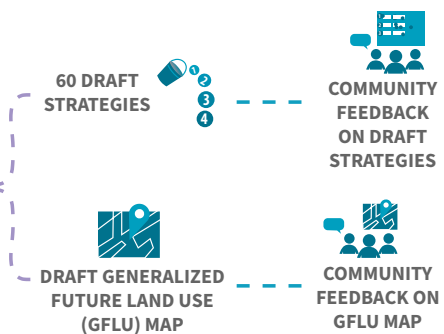 60 DRAFT
STRATEGIES
1
2
3
4
COMMUNITY
FEEDBACK
ON DRAFT
STRATEGIES
DRAFT GENERALIZED
FUTURE LAND USE
(GFLU) MAP
COMMUNITY
FEEDBACK ON
GFLU MAP